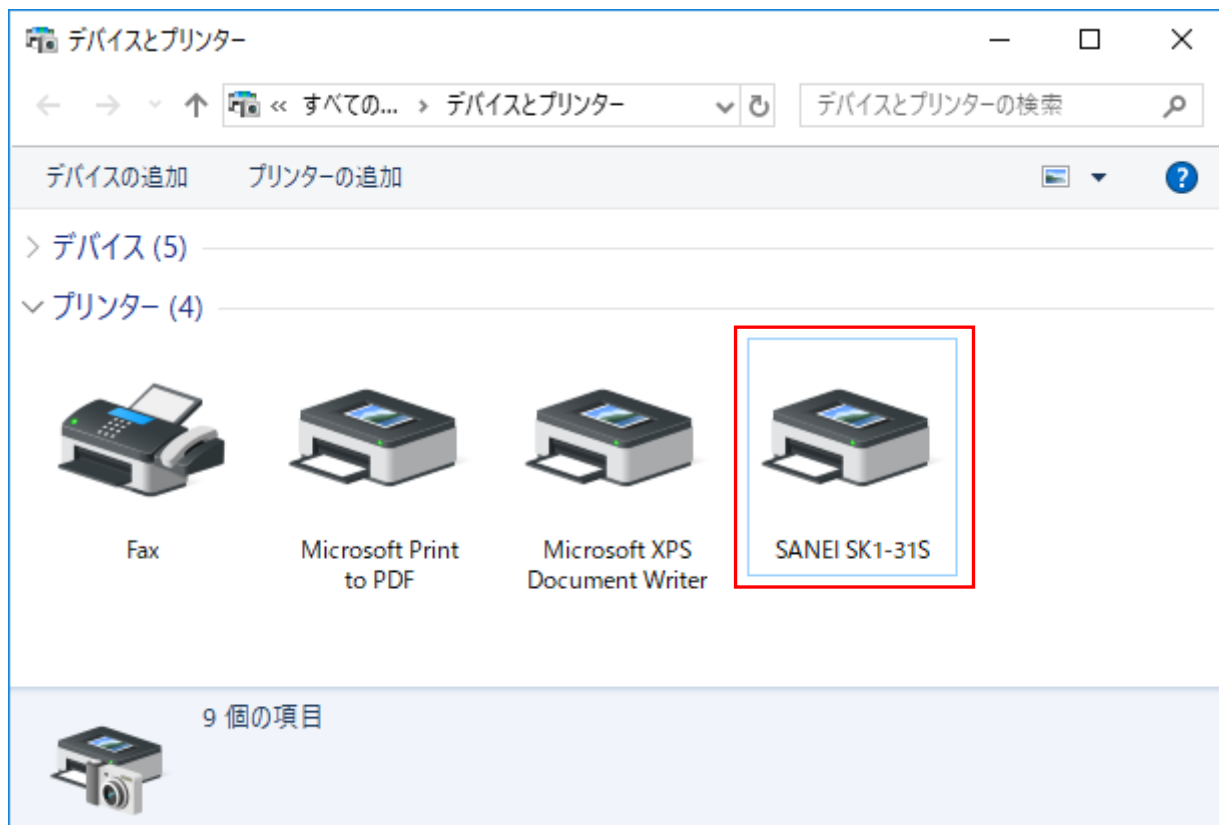 デバイスとプリンター
« すべての... › デバイスとプリンター
デバイスとプリンターの検索
デバイスの追加 プリンターの追加
?
デバイス (5)
プリンター (4)
Fax
Microsoft Print
to PDF
Microsoft XPS
Document Writer
SANEI SK1-31S
9 個の項目